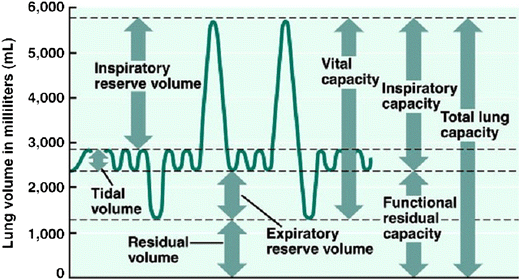 Lung volume in milliliters (mL)
6,000
5,000
4,000
3,000
2,000
1,000
0
Inspiratory
reserve volume
Tidal
volume
Residual
volume
Expiratory
reserve volume
Vital
capacity
Inspiratory
capacity
Functional
residual
capacity
Total lung
capacity